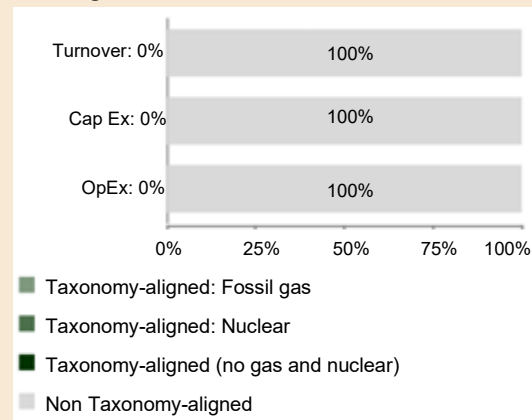 Turnover: 0% 100%
Cap Ex: 0% 100%
OpEx: 0% 100%
0% 25% 50% 75% 100%
Taxonomy-aligned: Fossil gas
Taxonomy-aligned: Nuclear
Taxonomy-aligned (no gas and nuclear)
Non Taxonomy-aligned